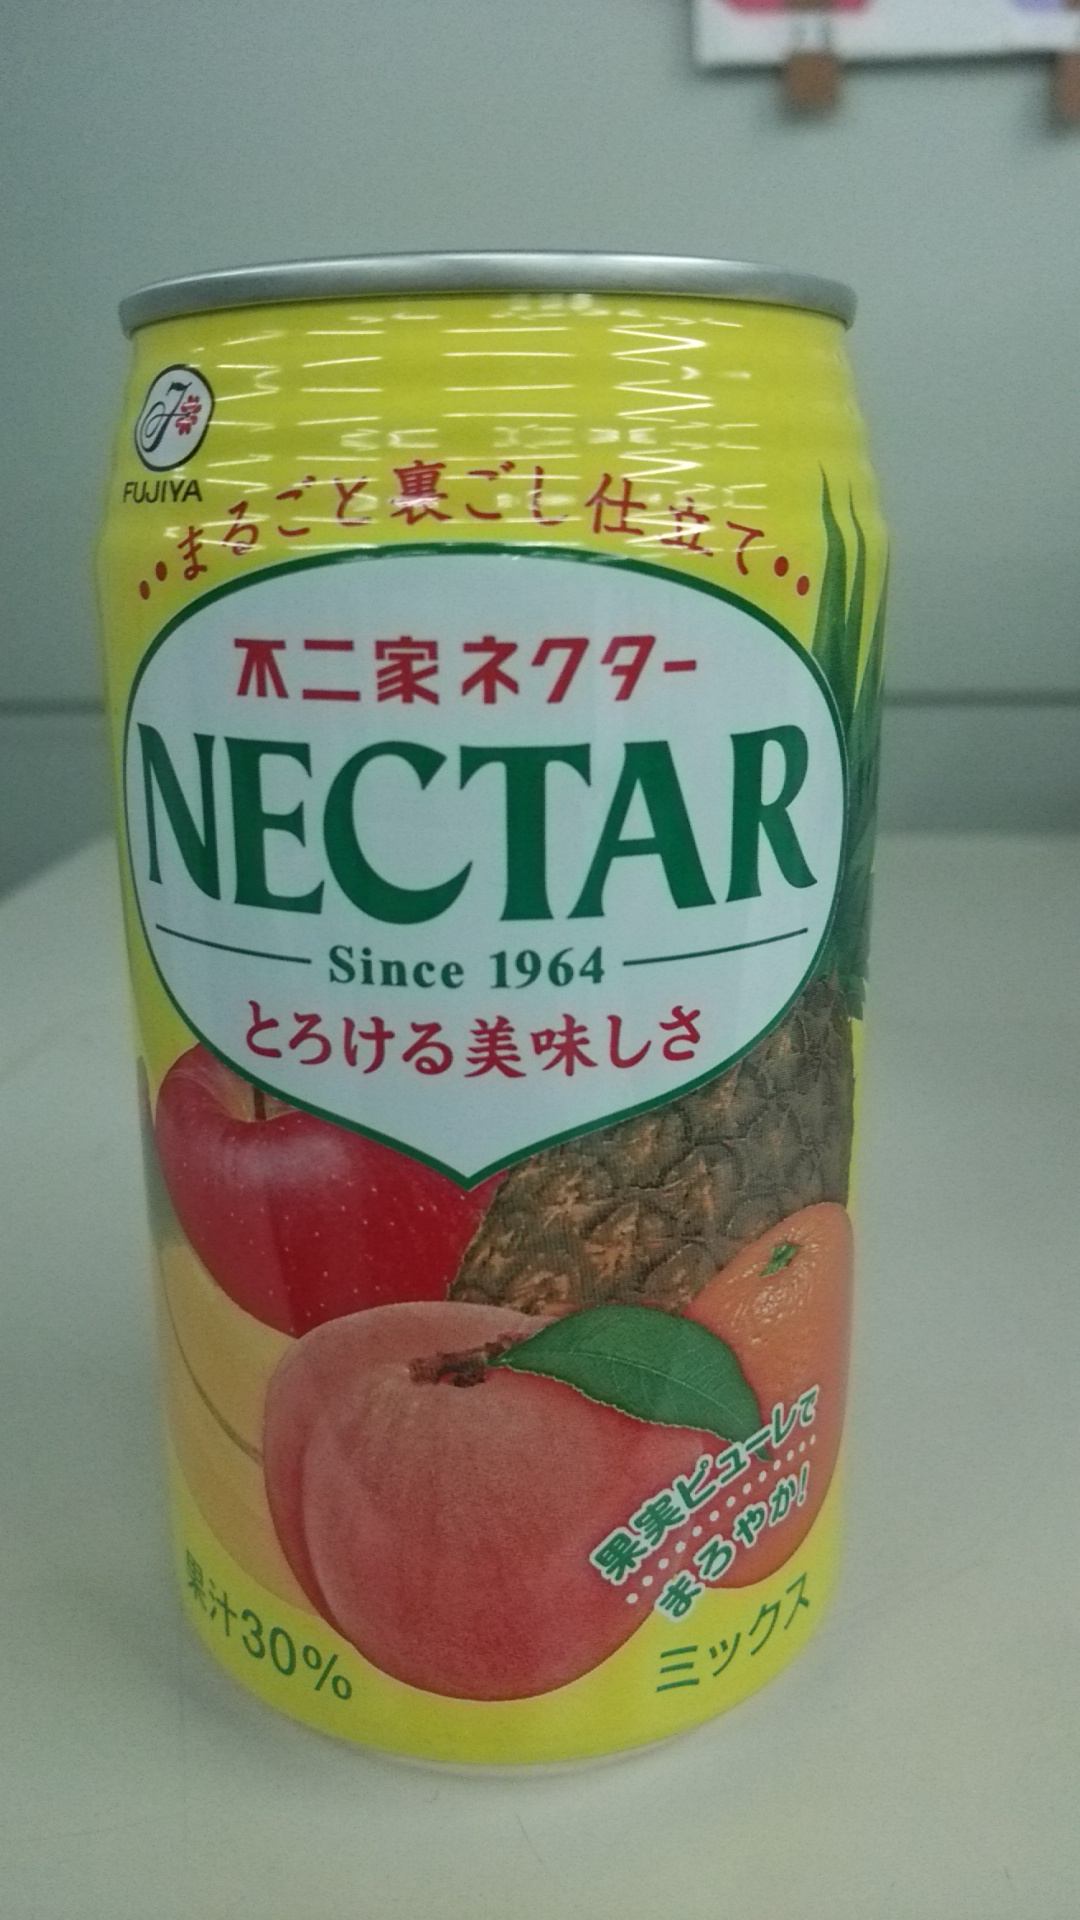 FUJIYA
・・まるごと裏ごし仕立て・・
不二家ネクター
NECTAR
Since 1964
とろける美味しさ
果実ピューレで
まろやか!
果汁30%
ミックス